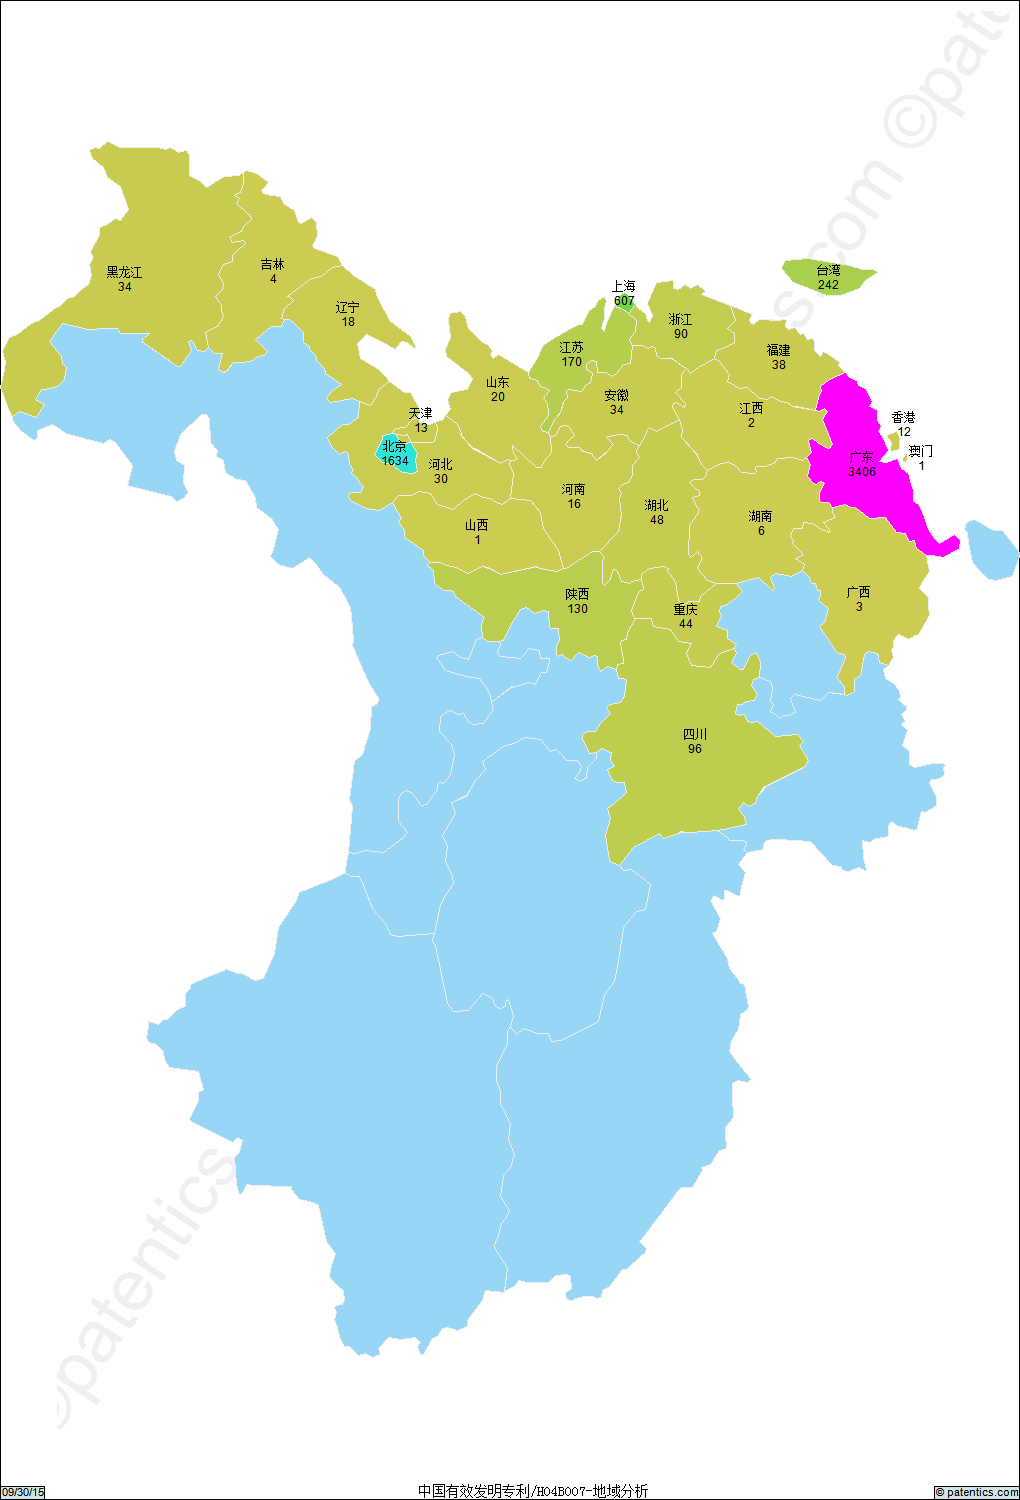 ©patentics.com ©patentics
黑龙江
34
吉林
4
辽宁
18
台湾
242
上海
607
浙江
90
江苏
170
福建
38
山东
20
安徽
34
江西
2
天津
13
香港
12
北京
1634
河北
30
广东
3406
澳门
1
河南
16
湖北
48
湖南
6
山西
1
陕西
130
重庆
44
广西
3
四川
96
09/30/15
中国有效发明专利/H04B007-地域分析
© patentics.com